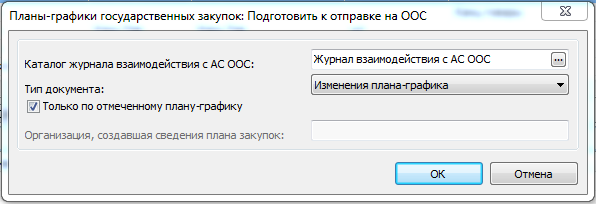 Планы-графики государственных закупок: Подготовить к отправке на ООС
Каталог журнала взаимодействия с АС ООС: Журнал взаимодействия с АС ООС ...
Тип документа: Изменения плана-графика
Только по отмеченному плану-графику
Организация, создавшая сведения плана закупок:
ОК Отмена